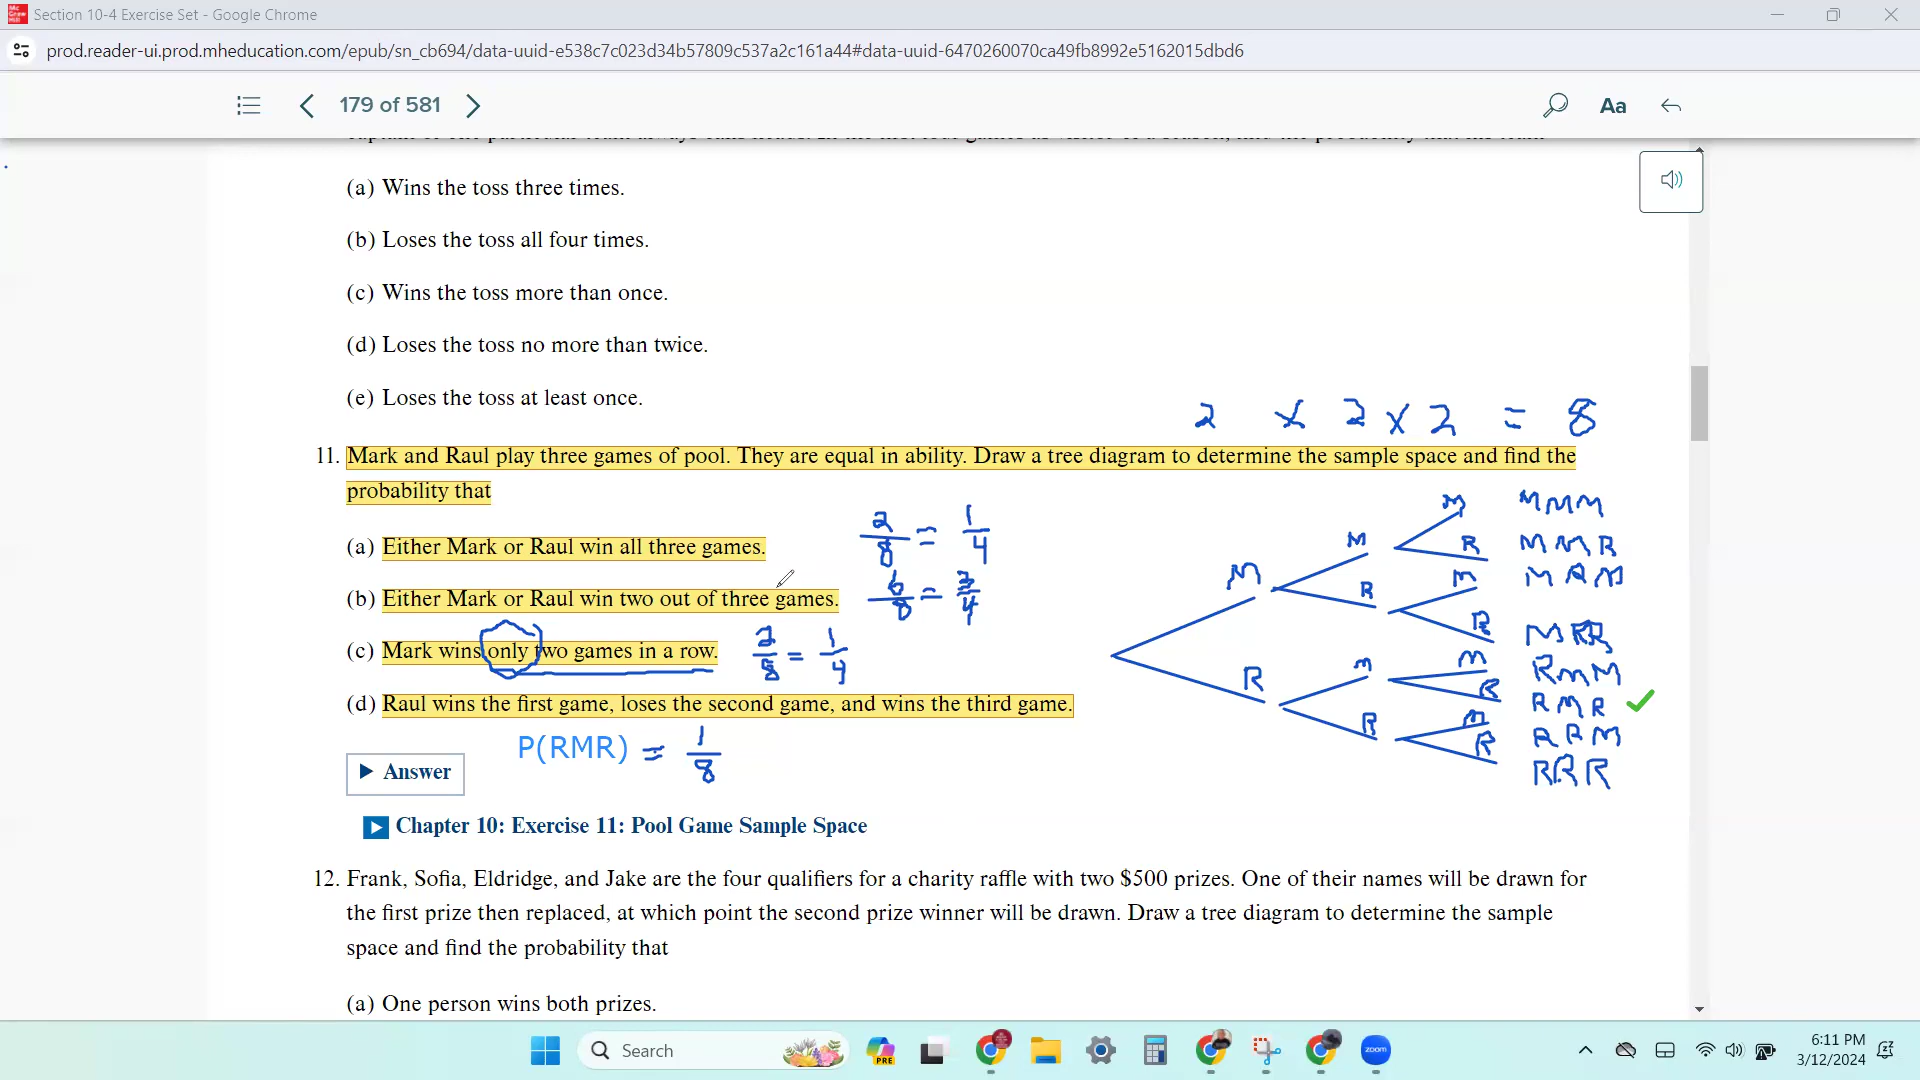 Section 10-4 Exercise Set - Google Chrome
prod.reader-ui.prod.mheducation.com/epub/sn_cb694/data-uuid-e538c7c023d34b57809c537a2c161a44#data-uuid-6470260070ca49fb8992e5162015dbd6
179 of 581
Aa
(a) Wins the toss three times.
(b) Loses the toss all four times.
(c) Wins the toss more than once.
(d) Loses the toss no more than twice.
(e) Loses the toss at least once.
2 x 2 x 2 = 8
11. Mark and Raul play three games of pool. They are equal in ability. Draw a tree diagram to determine the sample space and find the
probability that
(a) Either Mark or Raul win all three games. 2/8 = 1/4
(b) Either Mark or Raul win two out of three games. 6/8 = 3/4
(c) Mark wins only two games in a row. 2/8 = 1/4
(d) Raul wins the first game, loses the second game, and wins the third game.
P(RMR) = 1/8
M M M MMM
R MMR
R M MRM
R MRR
R M M RMM
R RMR
R M RRM
R RRR
Answer
Chapter 10: Exercise 11: Pool Game Sample Space
12. Frank, Sofia, Eldridge, and Jake are the four qualifiers for a charity raffle with two $500 prizes. One of their names will be drawn for
the first prize then replaced, at which point the second prize winner will be drawn. Draw a tree diagram to determine the sample
space and find the probability that
(a) One person wins both prizes.
Search
PRE
zoom
6:11 PM
3/12/2024